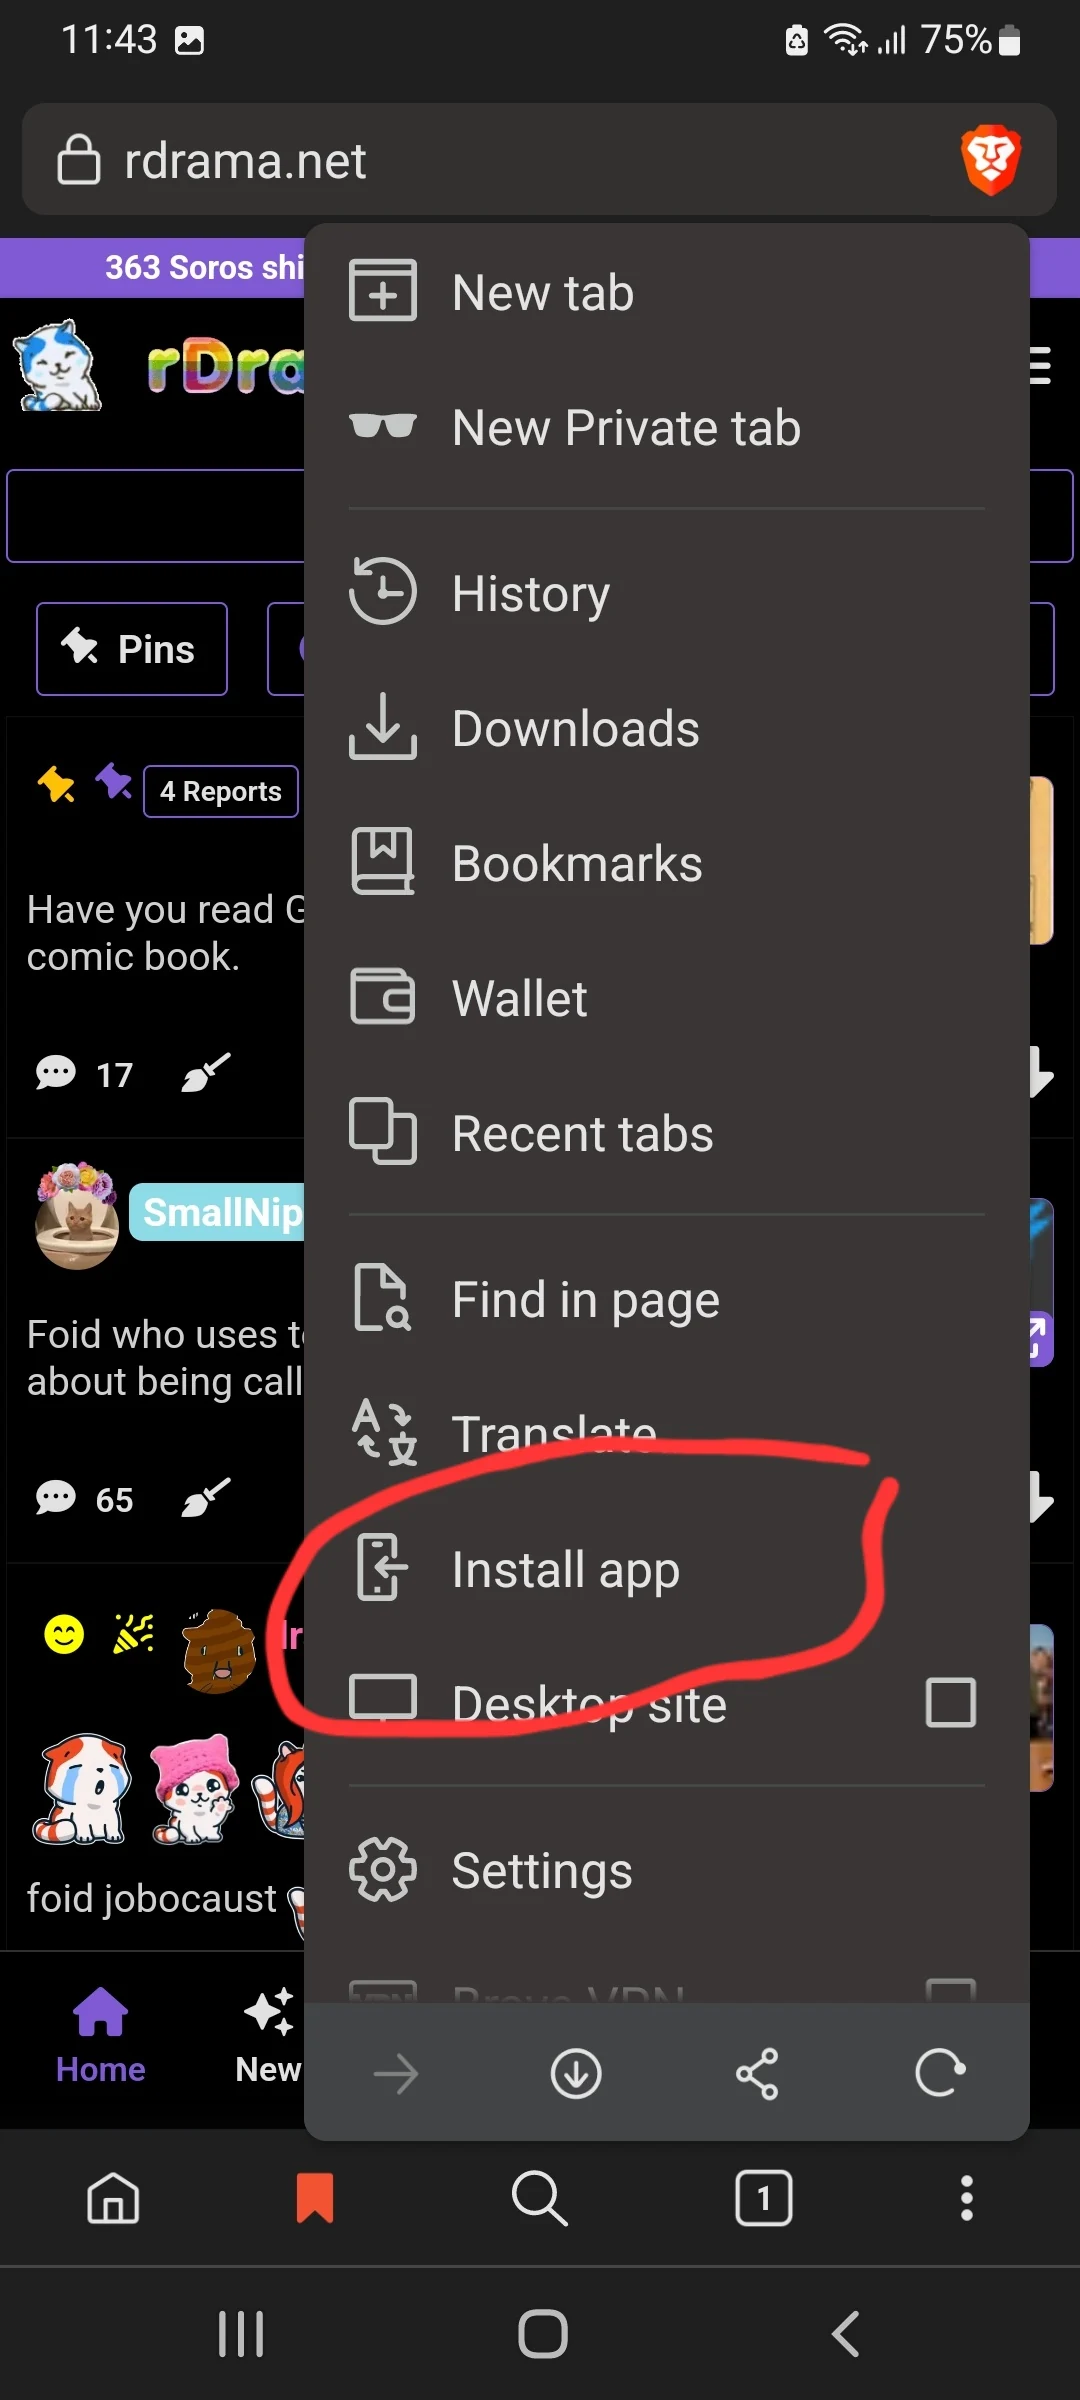 11:43
75%
rdrama.net
363 Soros shi
rDra
New tab
New Private tab
History
Pins
Downloads
4 Reports
Bookmarks
Have you read G
comic book.
Wallet
17
Recent tabs
SmallNip
Find in page
Foid who uses t
about being call
Translate
65
Install app
Desktop site
Settings
foid jobocaust
Brave VPN
Home
New
1